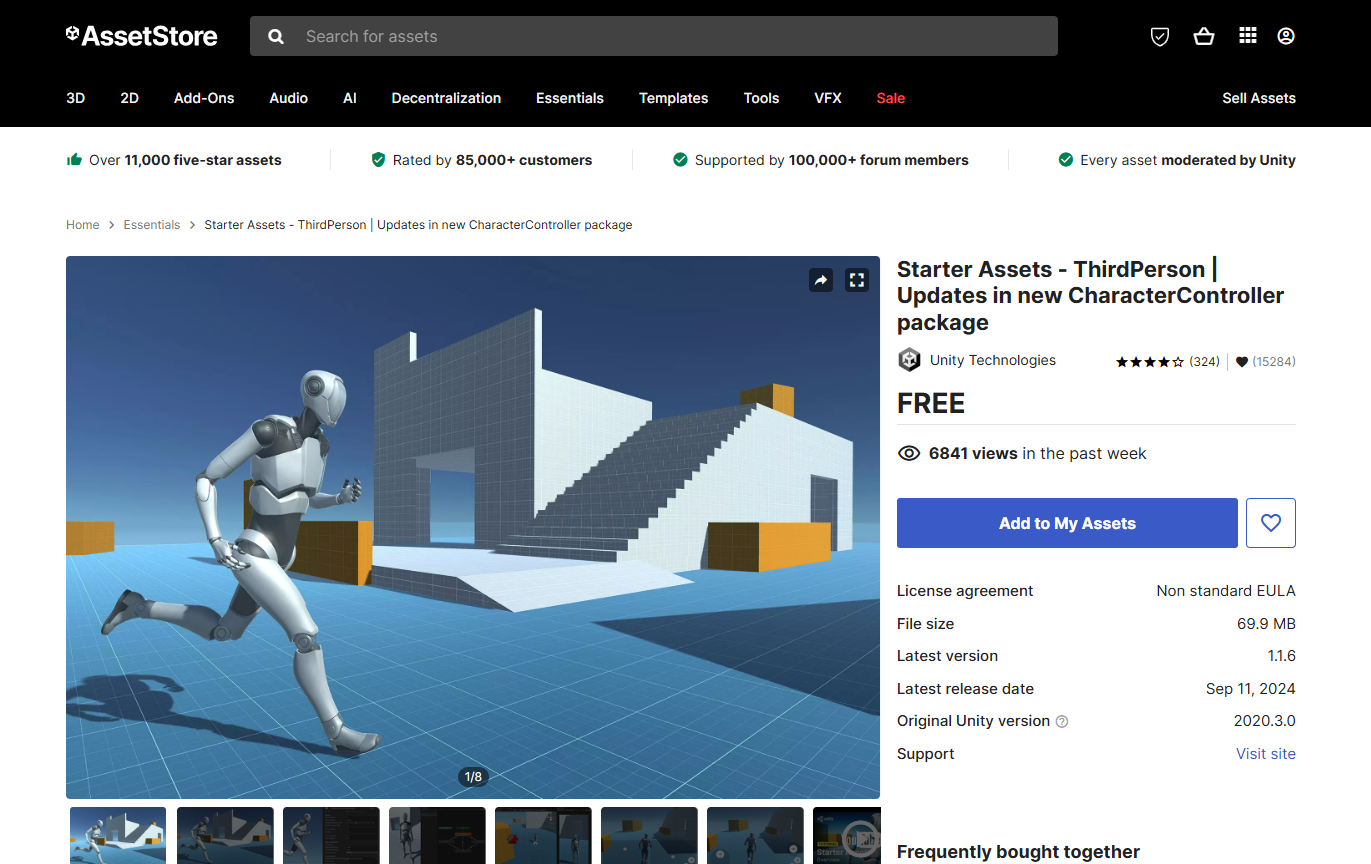 AssetStore
Search for assets
3D 2D Add-Ons Audio AI Decentralization Essentials Templates Tools VFX Sale Sell Assets
Over 11,000 five-star assets
Rated by 85,000+ customers
Supported by 100,000+ forum members
Every asset moderated by Unity
Home > Essentials > Starter Assets - ThirdPerson | Updates in new CharacterController package
Starter Assets - ThirdPerson |
Updates in new CharacterController
package
Unity Technologies
(324)
(15284)
FREE
6841 views in the past week
Add to My Assets
License agreement Non standard EULA
File size 69.9 MB
Latest version 1.1.6
Latest release date Sep 11, 2024
Original Unity version 2020.3.0
Support Visit site
1/8
Frequently bought together